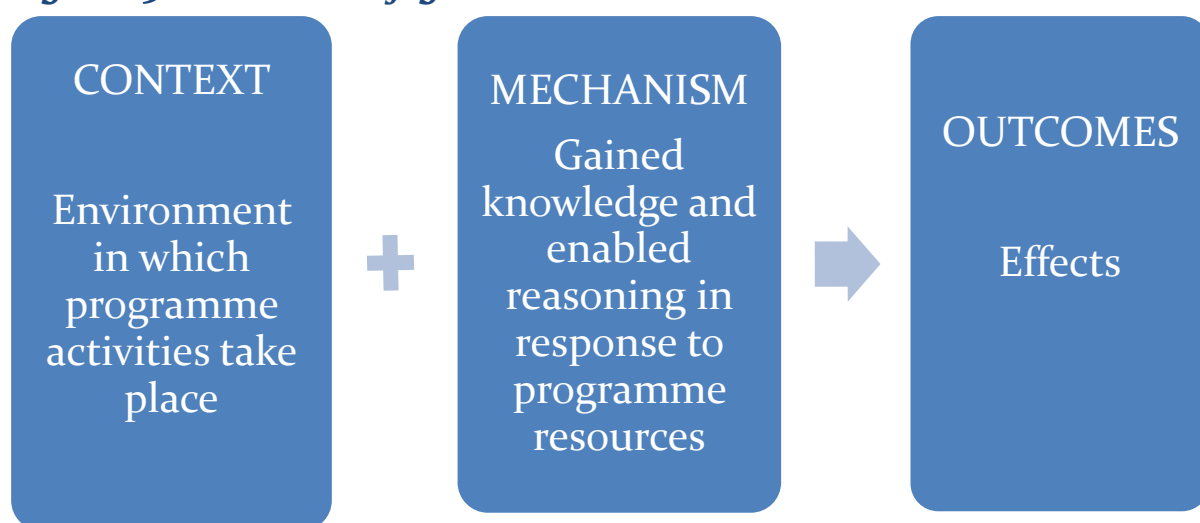 CONTEXT
Environment
in which
programme
activities take
place
MECHANISM
Gained
knowledge and
enabled
reasoning in
response to
programme
resources
OUTCOMES
Effects